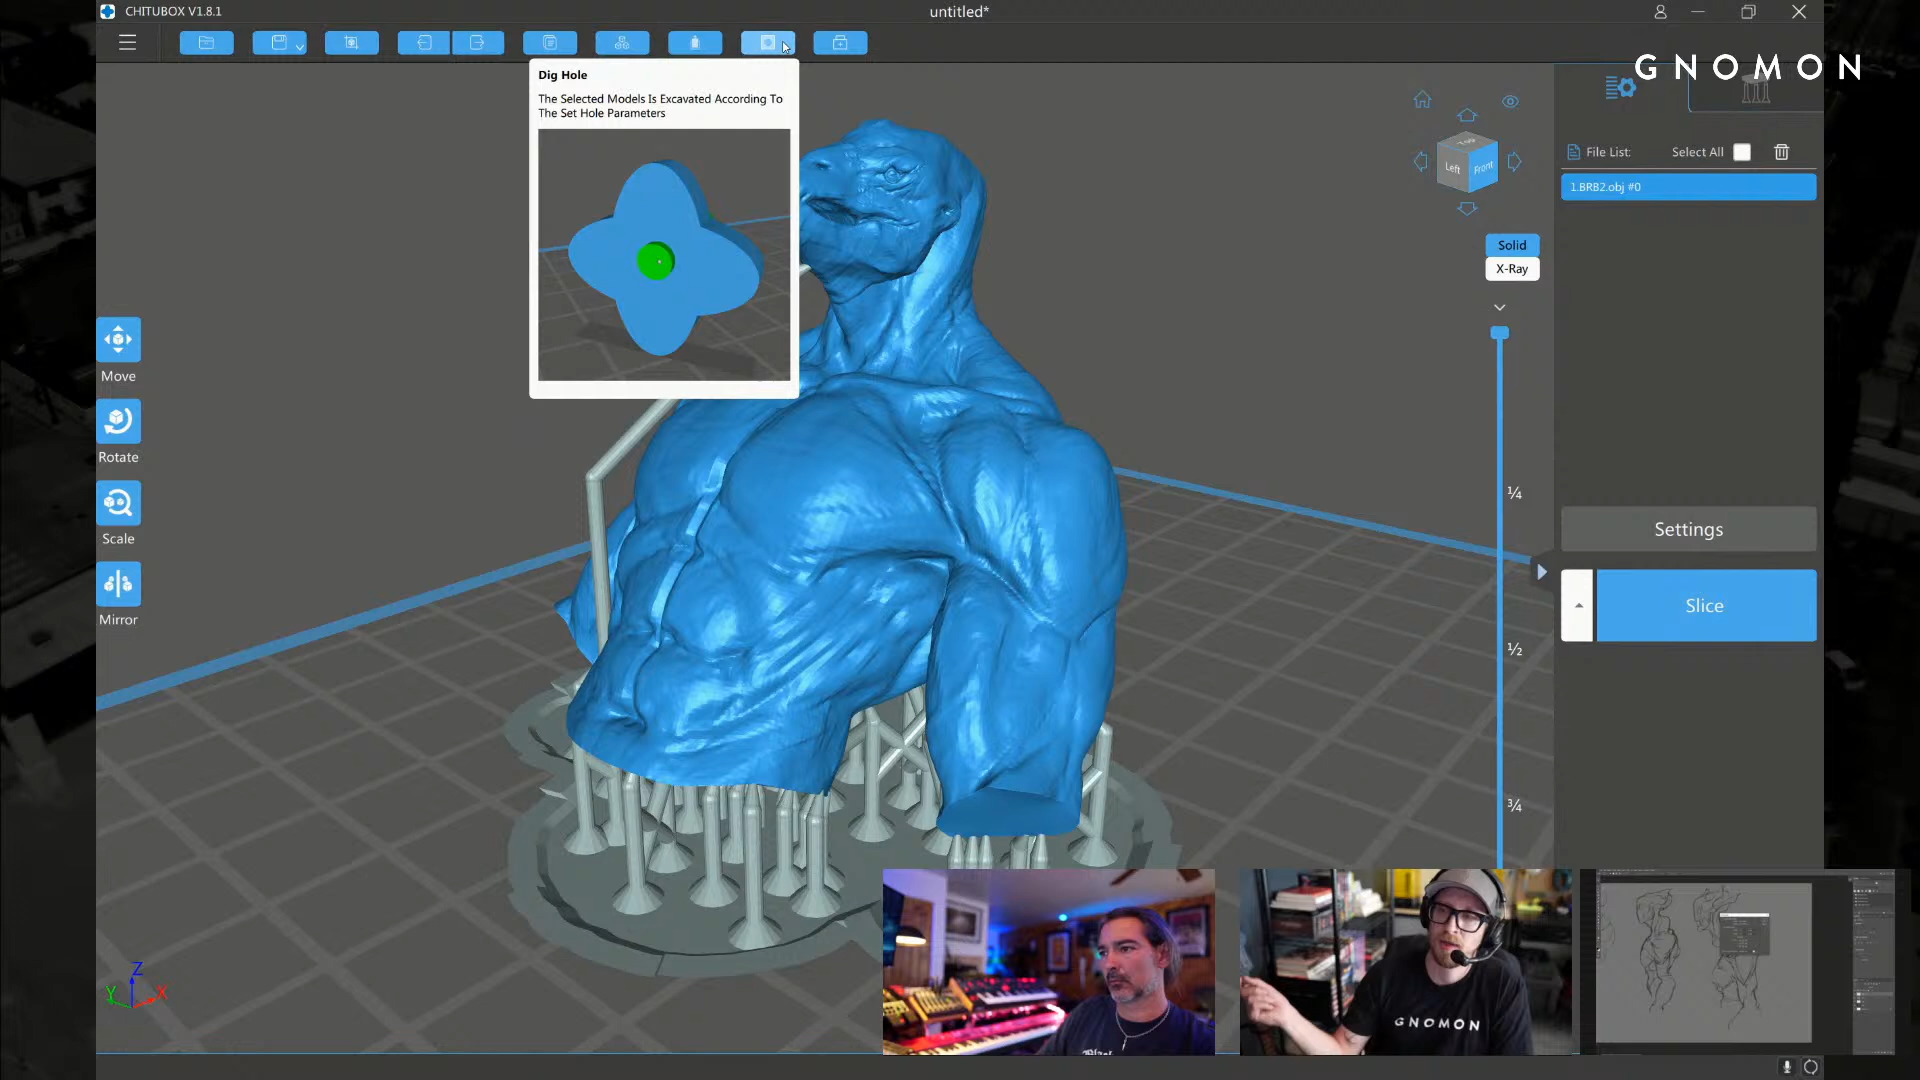 CHITUBOX V1.8.1
untitled*
GNOMON
Dig Hole
The Selected Models Is Excavated According To
The Set Hole Parameters
Top
Left
Front
File List:
Select All
1.BRB2.obj #0
Solid
X-Ray
Move
Rotate
Scale
Mirror
¼
½
¾
Settings
Slice
Z
Y
X
GNOMON